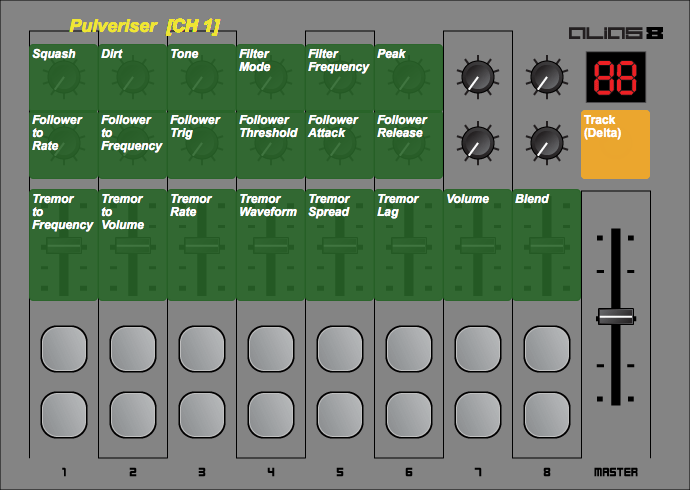 Pulveriser [CH 1]
ALIAS 8
Squash Dirt Tone Filter Mode Filter Frequency Peak
88
Follower to Rate Follower to Frequency Follower Trig Follower Threshold Follower Attack Follower Release
Track (Delta)
Tremor to Frequency Tremor to Volume Tremor Rate Tremor Waveform Tremor Spread Tremor Lag Volume Blend
1 2 3 4 5 6 7 8 MASTER